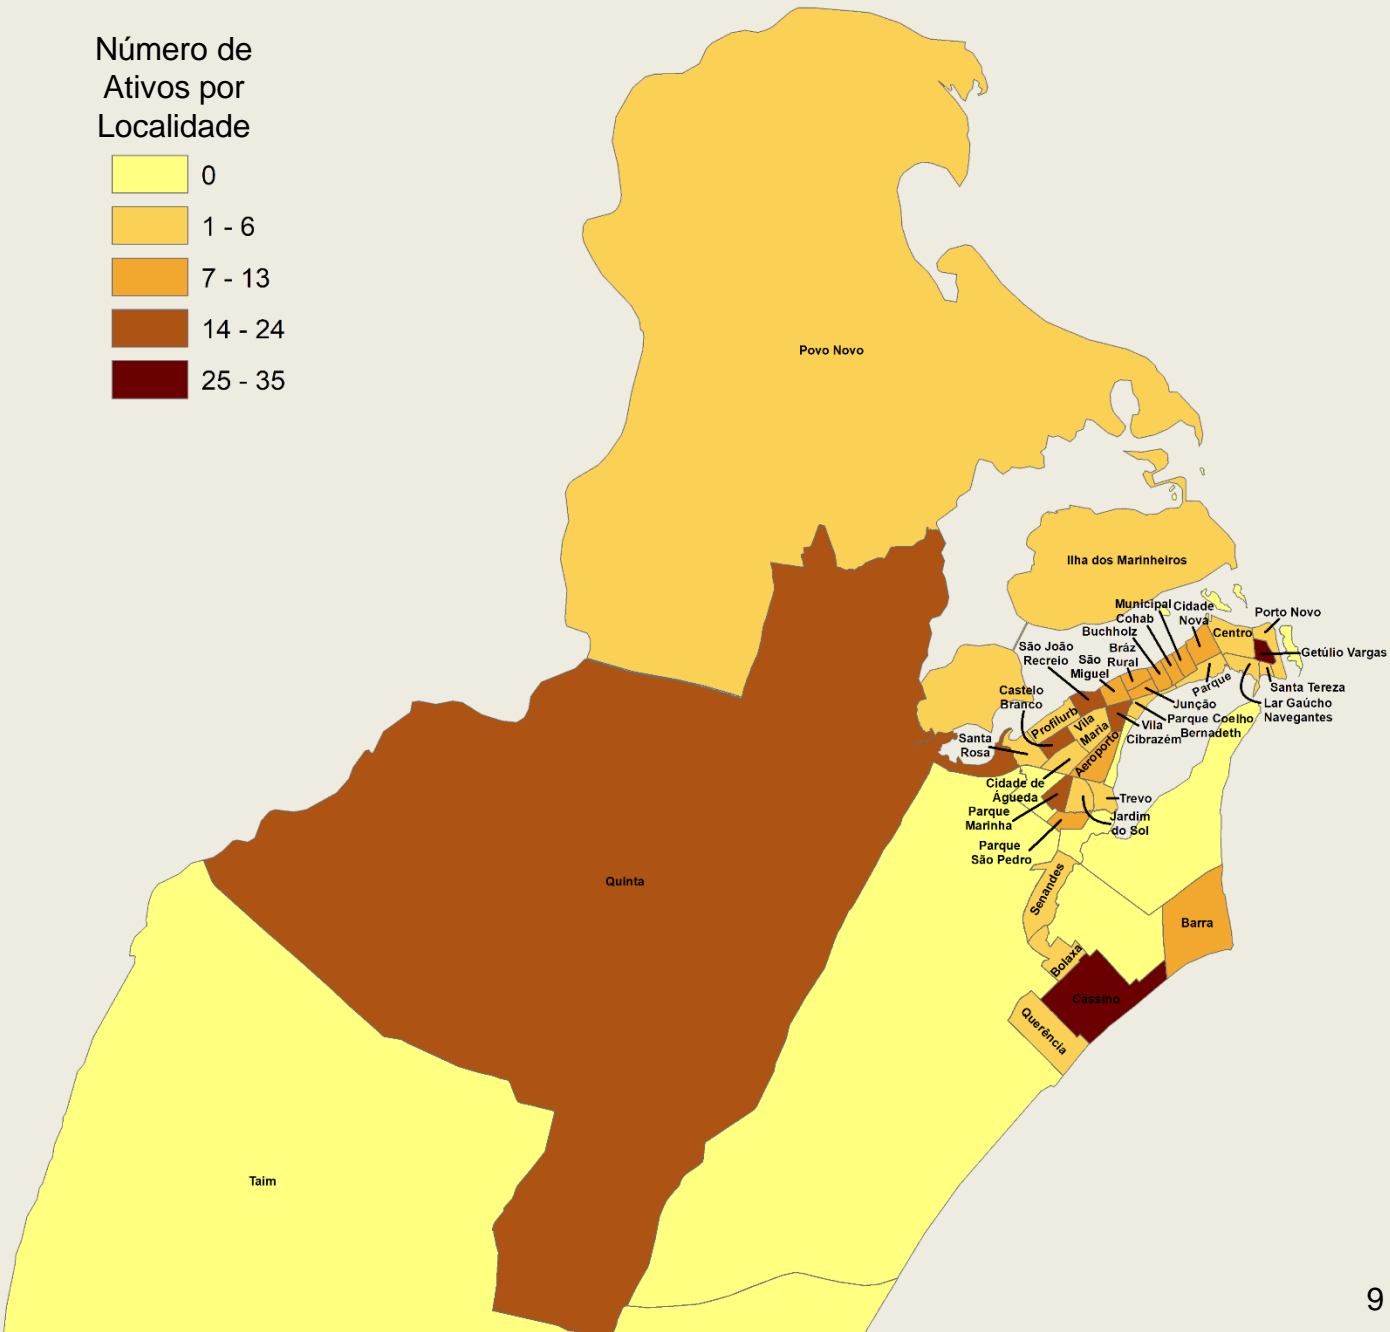 Número de
Ativos por
Localidade
0
1 - 6
7 - 13
14 - 24
25 - 35
Povo Novo
Ilha dos Marinheiros
Municipal
Cidade
Nova
Cohab
Buchholz
Porto Novo
Centro
Bráz
Rural
Getúlio Vargas
São João
Recreio
São
Miguel
Parque
Santa Tereza
Castelo
Branco
Junção
Lar Gaúcho
Navegantes
Profilurb
Vila
Maria
Parque Coelho
Bernadeth
Vila
Cibrazém
Santa
Rosa
Aeroporto
Cidade de
Águeda
Trevo
Parque
Marinha
Jardim
do Sol
Parque
São Pedro
Quinta
Senandes
Barra
Bolaxa
Cassino
Querência
Taim
9